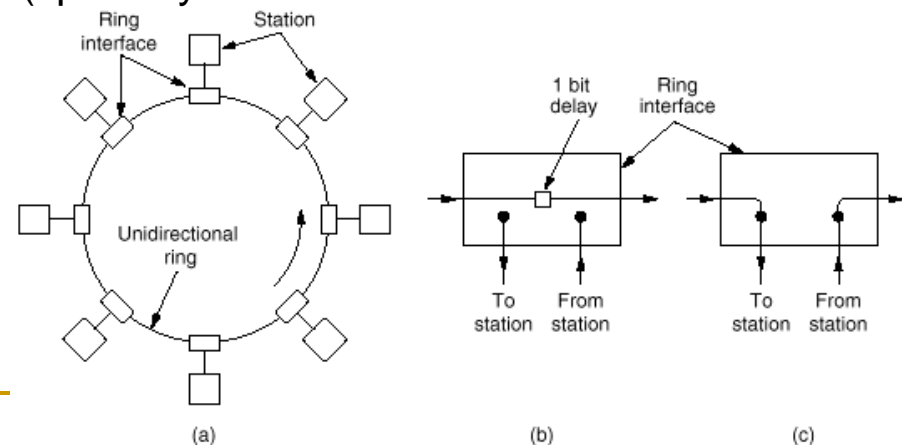 Ring
interface
Station
Unidirectional
ring
(a)
1 bit
delay
Ring
interface
To
station
From
station
(b)
To
station
From
station
(c)